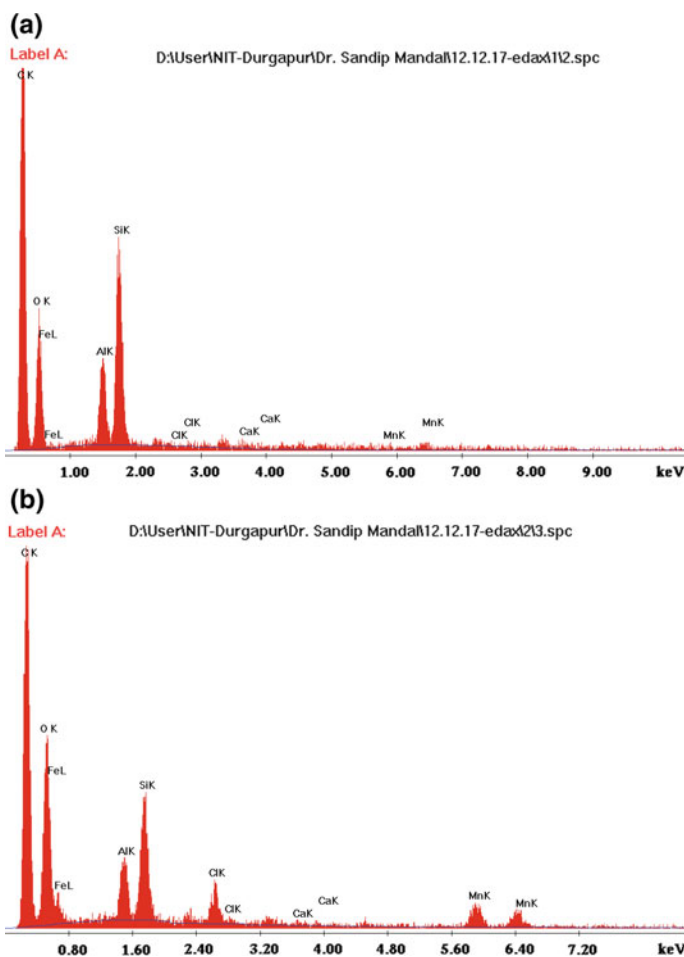 (a)
Label A:
D:\User\NIT-Durgapur\Dr. Sandip Mandal\12.12.17-edax\1\2.spc
C K
SiK
O K
FeL
AlK
CaK
ClK
MnK
CaK
FeL
ClK
MnK
1.00 2.00 3.00 4.00 5.00 6.00 7.00 8.00 9.00 keV
(b)
Label A:
D:\User\NIT-Durgapur\Dr. Sandip Mandal\12.12.17-edax\2\3.spc
C K
O K
FeL
SiK
AlK
ClK
FeL
CaK
MnK
MnK
ClK
CaK
0.80 1.60 2.40 3.20 4.00 4.80 5.60 6.40 7.20 keV